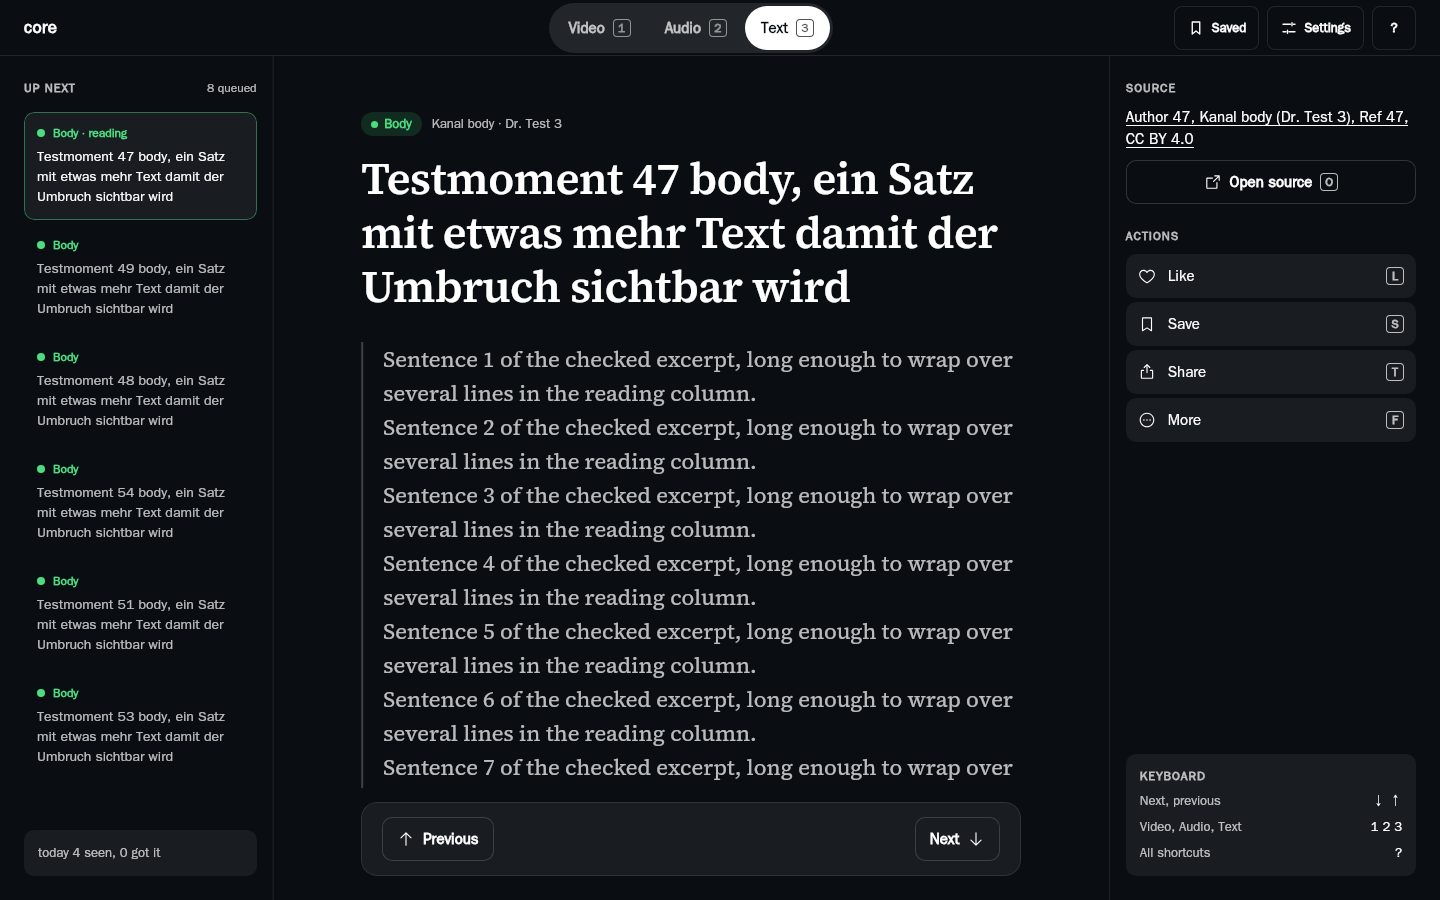 core
Video 1
Audio 2
Text 3
Saved
Settings
?
UP NEXT
8 queued
Body · reading
Testmoment 47 body, ein Satz
mit etwas mehr Text damit der
Umbruch sichtbar wird
Body
Testmoment 49 body, ein Satz
mit etwas mehr Text damit der
Umbruch sichtbar wird
Body
Testmoment 48 body, ein Satz
mit etwas mehr Text damit der
Umbruch sichtbar wird
Body
Testmoment 54 body, ein Satz
mit etwas mehr Text damit der
Umbruch sichtbar wird
Body
Testmoment 51 body, ein Satz
mit etwas mehr Text damit der
Umbruch sichtbar wird
Body
Testmoment 53 body, ein Satz
mit etwas mehr Text damit der
Umbruch sichtbar wird
today 4 seen, 0 got it
Body
Kanal body · Dr. Test 3
Testmoment 47 body, ein Satz
mit etwas mehr Text damit der
Umbruch sichtbar wird
Sentence 1 of the checked excerpt, long enough to wrap over
several lines in the reading column.
Sentence 2 of the checked excerpt, long enough to wrap over
several lines in the reading column.
Sentence 3 of the checked excerpt, long enough to wrap over
several lines in the reading column.
Sentence 4 of the checked excerpt, long enough to wrap over
several lines in the reading column.
Sentence 5 of the checked excerpt, long enough to wrap over
several lines in the reading column.
Sentence 6 of the checked excerpt, long enough to wrap over
several lines in the reading column.
Sentence 7 of the checked excerpt, long enough to wrap over
↑ Previous
Next ↓
SOURCE
Author 47, Kanal body (Dr. Test 3), Ref 47,
CC BY 4.0
Open source O
ACTIONS
Like L
Save S
Share T
More F
KEYBOARD
Next, previous ↓ ↑
Video, Audio, Text 1 2 3
All shortcuts ?